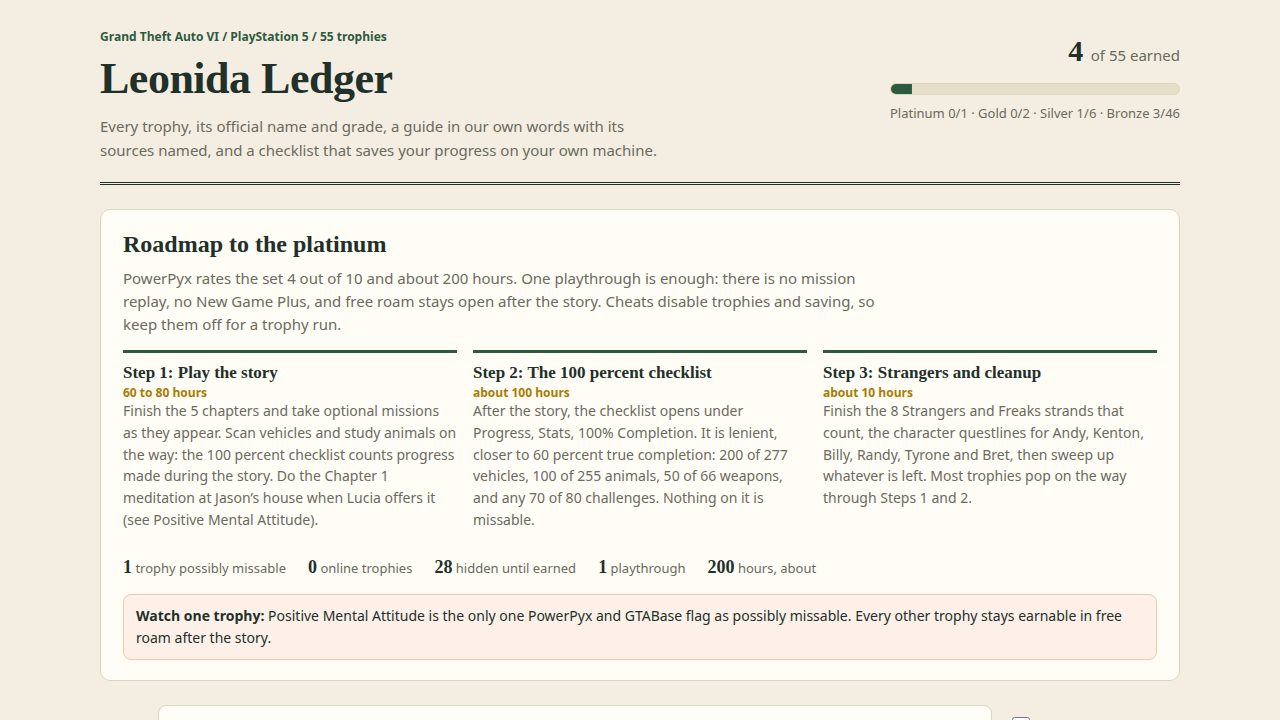 Grand Theft Auto VI / PlayStation 5 / 55 trophies
Leonida Ledger
Every trophy, its official name and grade, a guide in our own words with its
sources named, and a checklist that saves your progress on your own machine.
4 of 55 earned
Platinum 0/1 · Gold 0/2 · Silver 1/6 · Bronze 3/46
Roadmap to the platinum
PowerPyx rates the set 4 out of 10 and about 200 hours. One playthrough is enough: there is no mission
replay, no New Game Plus, and free roam stays open after the story. Cheats disable trophies and saving, so
keep them off for a trophy run.
Step 1: Play the story
60 to 80 hours
Finish the 5 chapters and take optional missions
as they appear. Scan vehicles and study animals on
the way: the 100 percent checklist counts progress
made during the story. Do the Chapter 1
meditation at Jason’s house when Lucia offers it
(see Positive Mental Attitude).
Step 2: The 100 percent checklist
about 100 hours
After the story, the checklist opens under
Progress, Stats, 100% Completion. It is lenient,
closer to 60 percent true completion: 200 of 277
vehicles, 100 of 255 animals, 50 of 66 weapons,
and any 70 of 80 challenges. Nothing on it is
missable.
Step 3: Strangers and cleanup
about 10 hours
Finish the 8 Strangers and Freaks strands that
count, the character questlines for Andy, Kenton,
Billy, Randy, Tyrone and Bret, then sweep up
whatever is left. Most trophies pop on the way
through Steps 1 and 2.
1 trophy possibly missable 0 online trophies 28 hidden until earned 1 playthrough 200 hours, about
Watch one trophy: Positive Mental Attitude is the only one PowerPyx and GTABase flag as possibly missable. Every other trophy stays earnable in free
roam after the story.